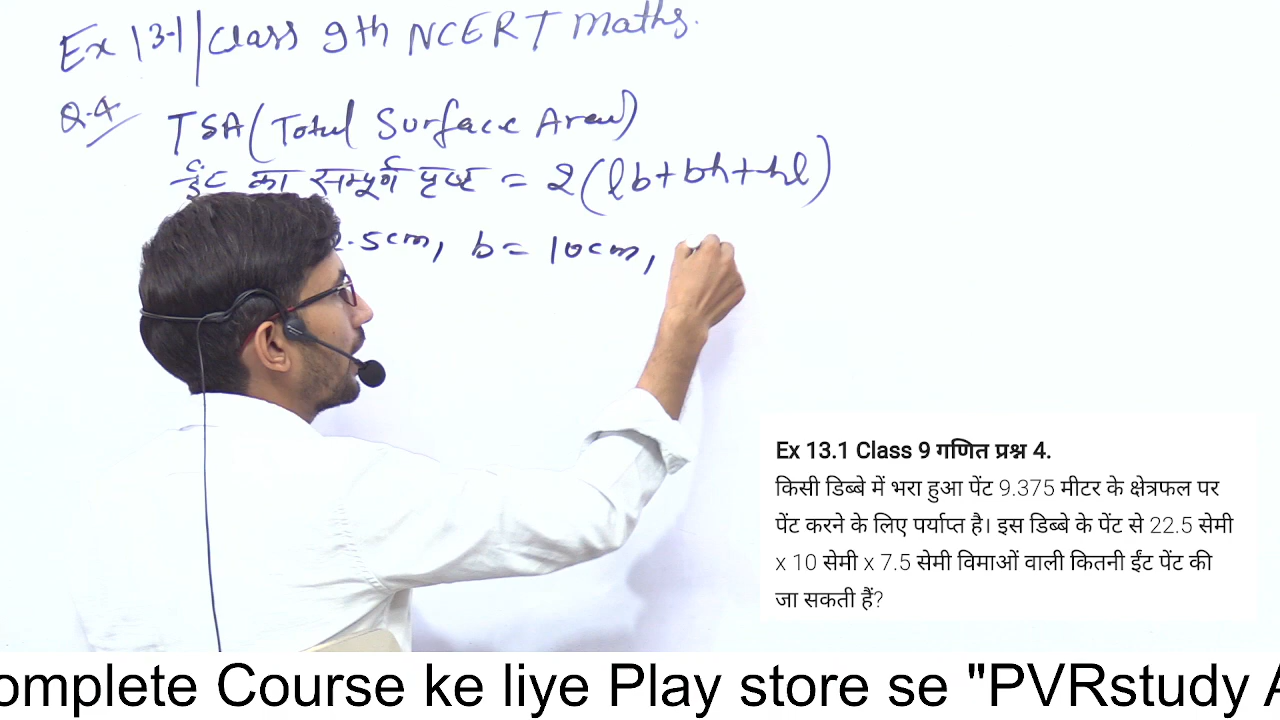 Ex 13.1 | Class 9th NCERT Maths.
Q.4 TSA (Total Surface Area)
ईंट का सम्पूर्ण पृष्ठ = 2(lb+bh+hl)
.5cm, b = 10cm,
Ex 13.1 Class 9 गणित प्रश्न 4.
किसी डिब्बे में भरा हुआ पेंट 9.375 मीटर के क्षेत्रफल पर
पेंट करने के लिए पर्याप्त है। इस डिब्बे के पेंट से 22.5 सेमी
x 10 सेमी x 7.5 सेमी विमाओं वाली कितनी ईंट पेंट की
जा सकती हैं?
omplete Course ke liye Play store se "PVRstudy A